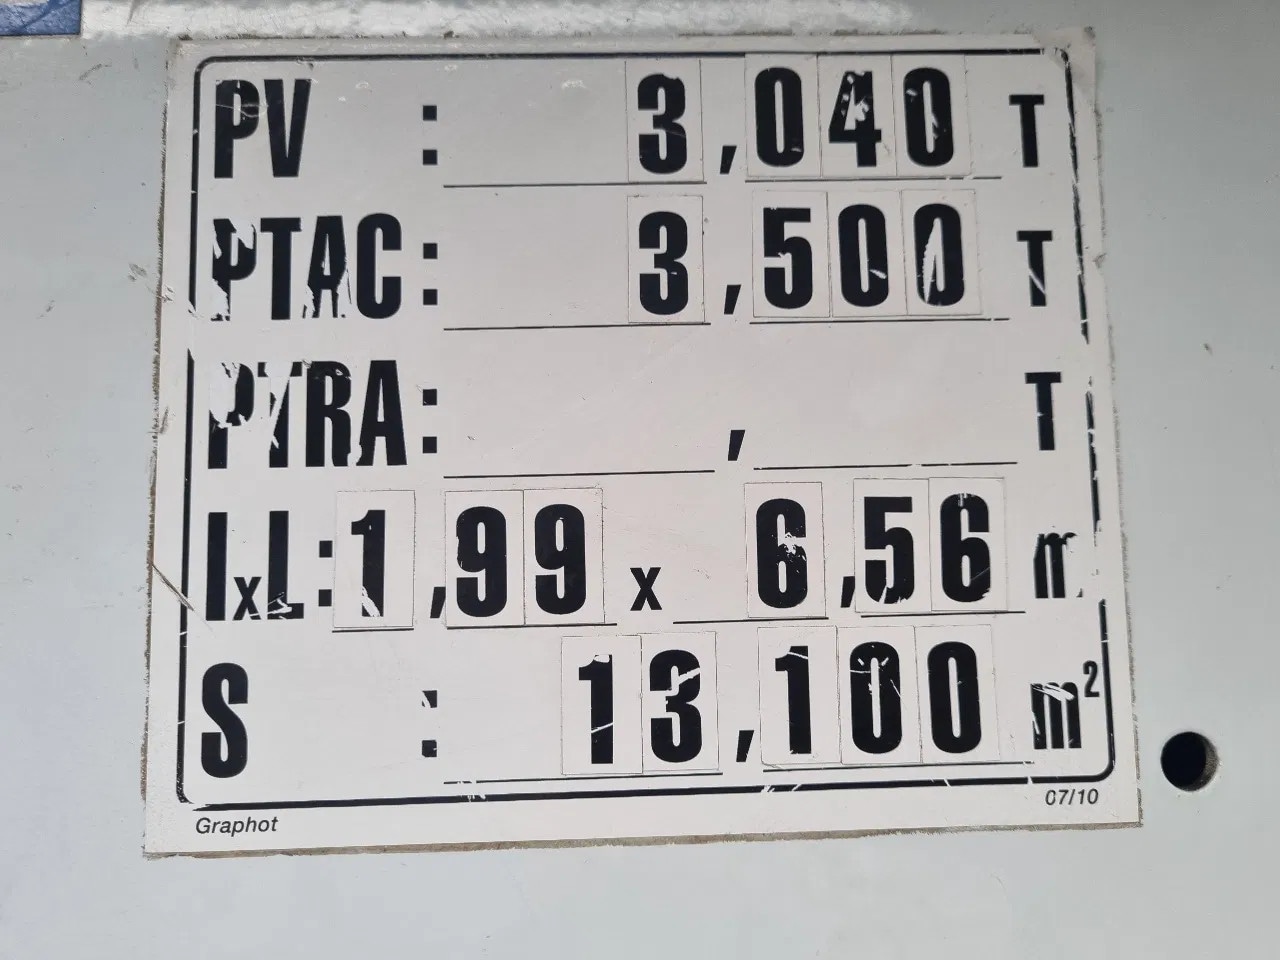 PV : 3,040 T
PTAC : 3,500 T
PTRA : , T
lxL : 1,99 x 6,56 m
S : 13,100 m²
Graphot 07/10